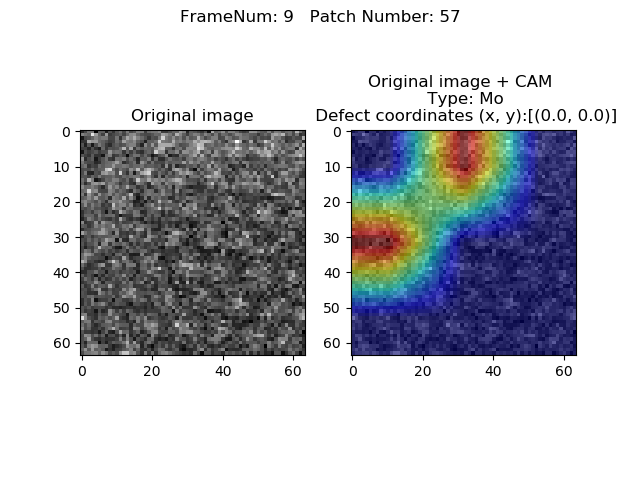 FrameNum: 9   Patch Number: 57
Original image
Original image + CAM
Type: Mo
Defect coordinates (x, y):[(0.0, 0.0)]
0
10
20
30
40
50
60
0 20 40 60
0
10
20
30
40
50
60
0 20 40 60